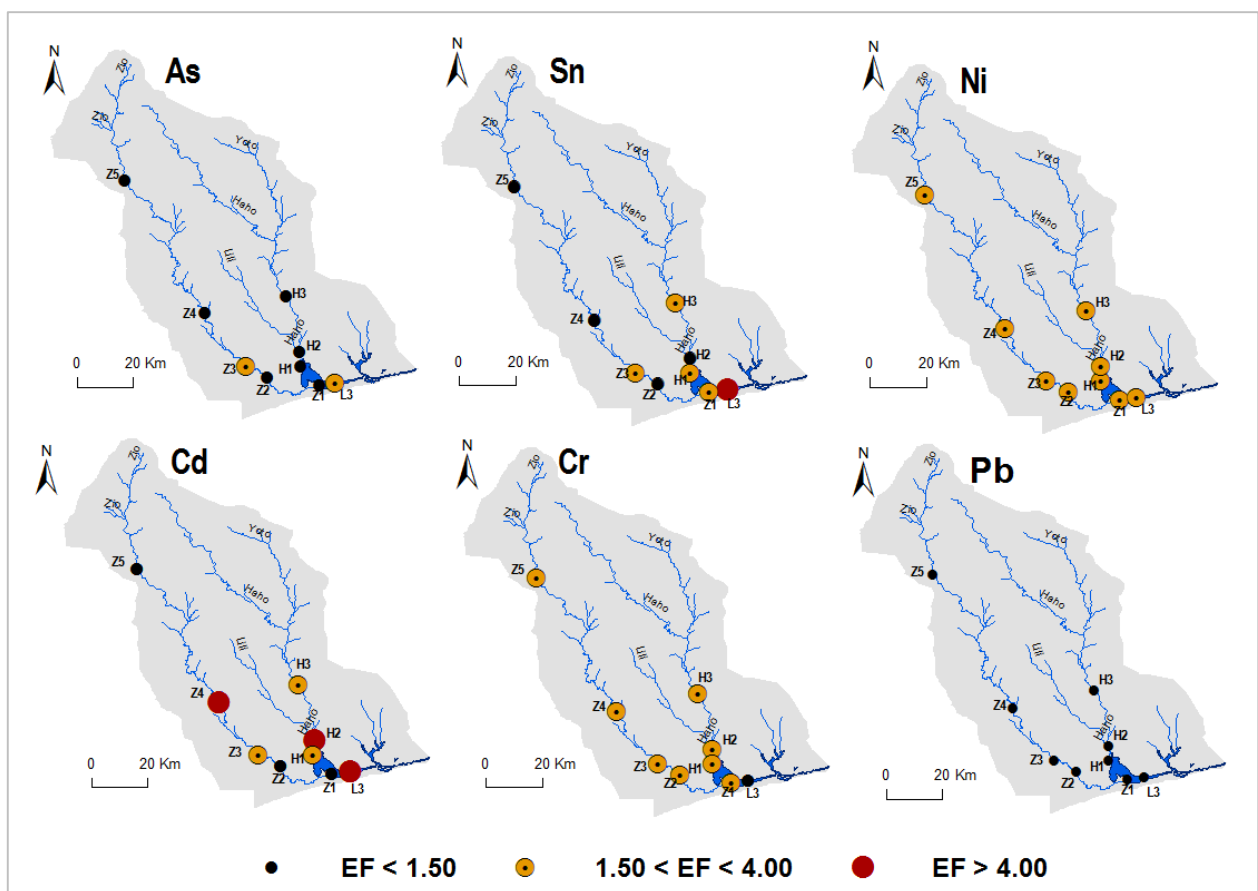 N
As
Zio
Zio
Yoto
Haho
Z5
Lili
H3
Z4
Haho
H2
H1
Z3
Z2
Z1
L3
0 20 Km
N
Sn
Zio
Zio
Yoto
Haho
Z5
Lili
H3
Z4
Haho
H2
H1
Z3
Z2
Z1
L3
0 20 Km
N
Ni
Zio
Zio
Yoto
Haho
Z5
Lili
H3
Z4
Haho
H2
H1
Z3
Z2
Z1
L3
0 20 Km
N
Cd
Zio
Zio
Yoto
Haho
Z5
Lili
H3
Z4
Haho
H2
H1
Z3
Z2
Z1
L3
0 20 Km
N
Cr
Zio
Zio
Yoto
Haho
Z5
Lili
H3
Z4
Haho
H2
H1
Z3
Z2
Z1
L3
0 20 Km
N
Pb
Zio
Zio
Yoto
Haho
Z5
Lili
H3
Z4
Haho
H2
H1
Z3
Z2
Z1
L3
0 20 Km
EF < 1.50 1.50 < EF < 4.00 EF > 4.00